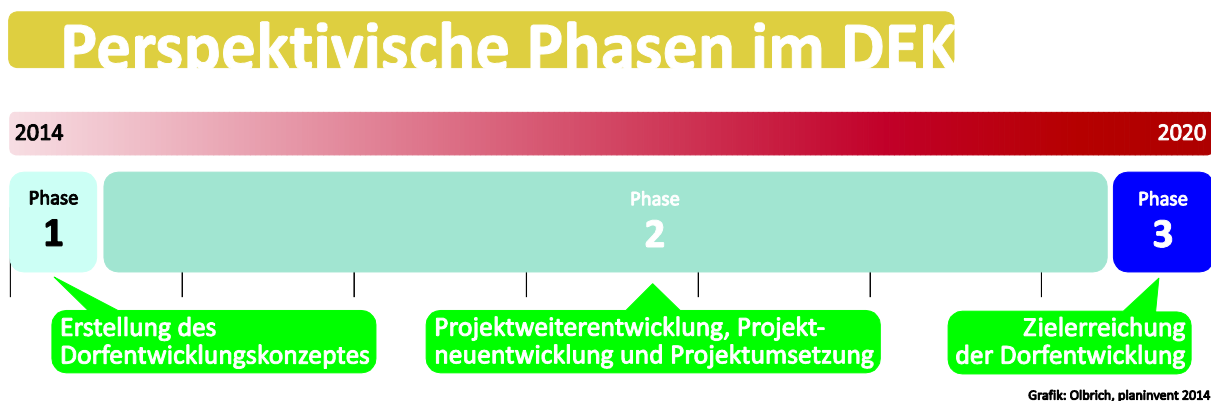 Perspektivische Phasen im DEK
2014
2020
Phase
1
Phase
2
Phase
3
Erstellung des
Dorfentwicklungskonzeptes
Projektweiterentwicklung, Projekt-
neuentwicklung und Projektumsetzung
Zielerreichung
der Dorfentwicklung
Grafik: Olbrich, planinvent 2014